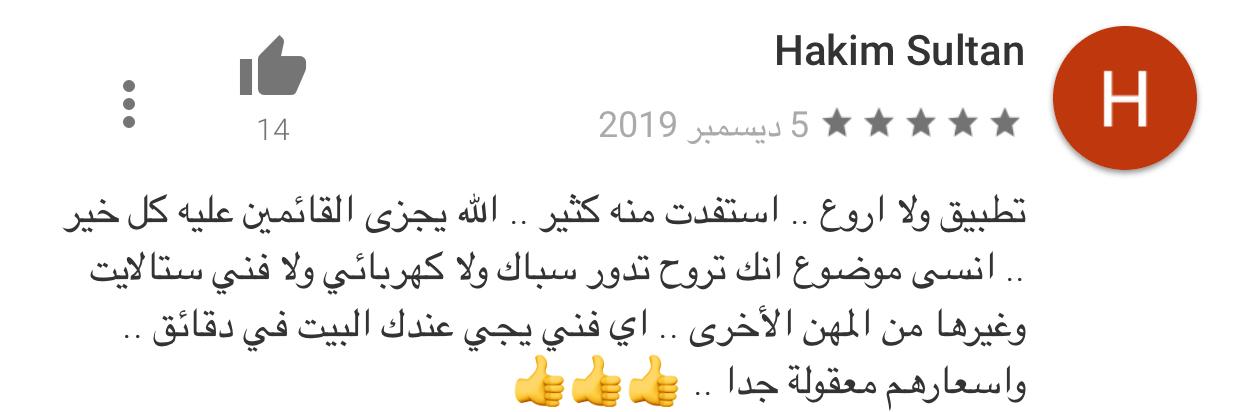 Hakim Sultan
H
★★★★★ 5 ديسمبر 2019
14
تطبيق ولا اروع .. استفدت منه كثير .. الله يجزى القائمين عليه كل خير
.. انسى موضوع انك تروح تدور سباك ولا كهربائي ولا فني ستالايت
وغيرها من المهن الأخرى .. اي فني يجي عندك البيت في دقائق ..
واسعارهم معقولة جدا .. 👍👍👍